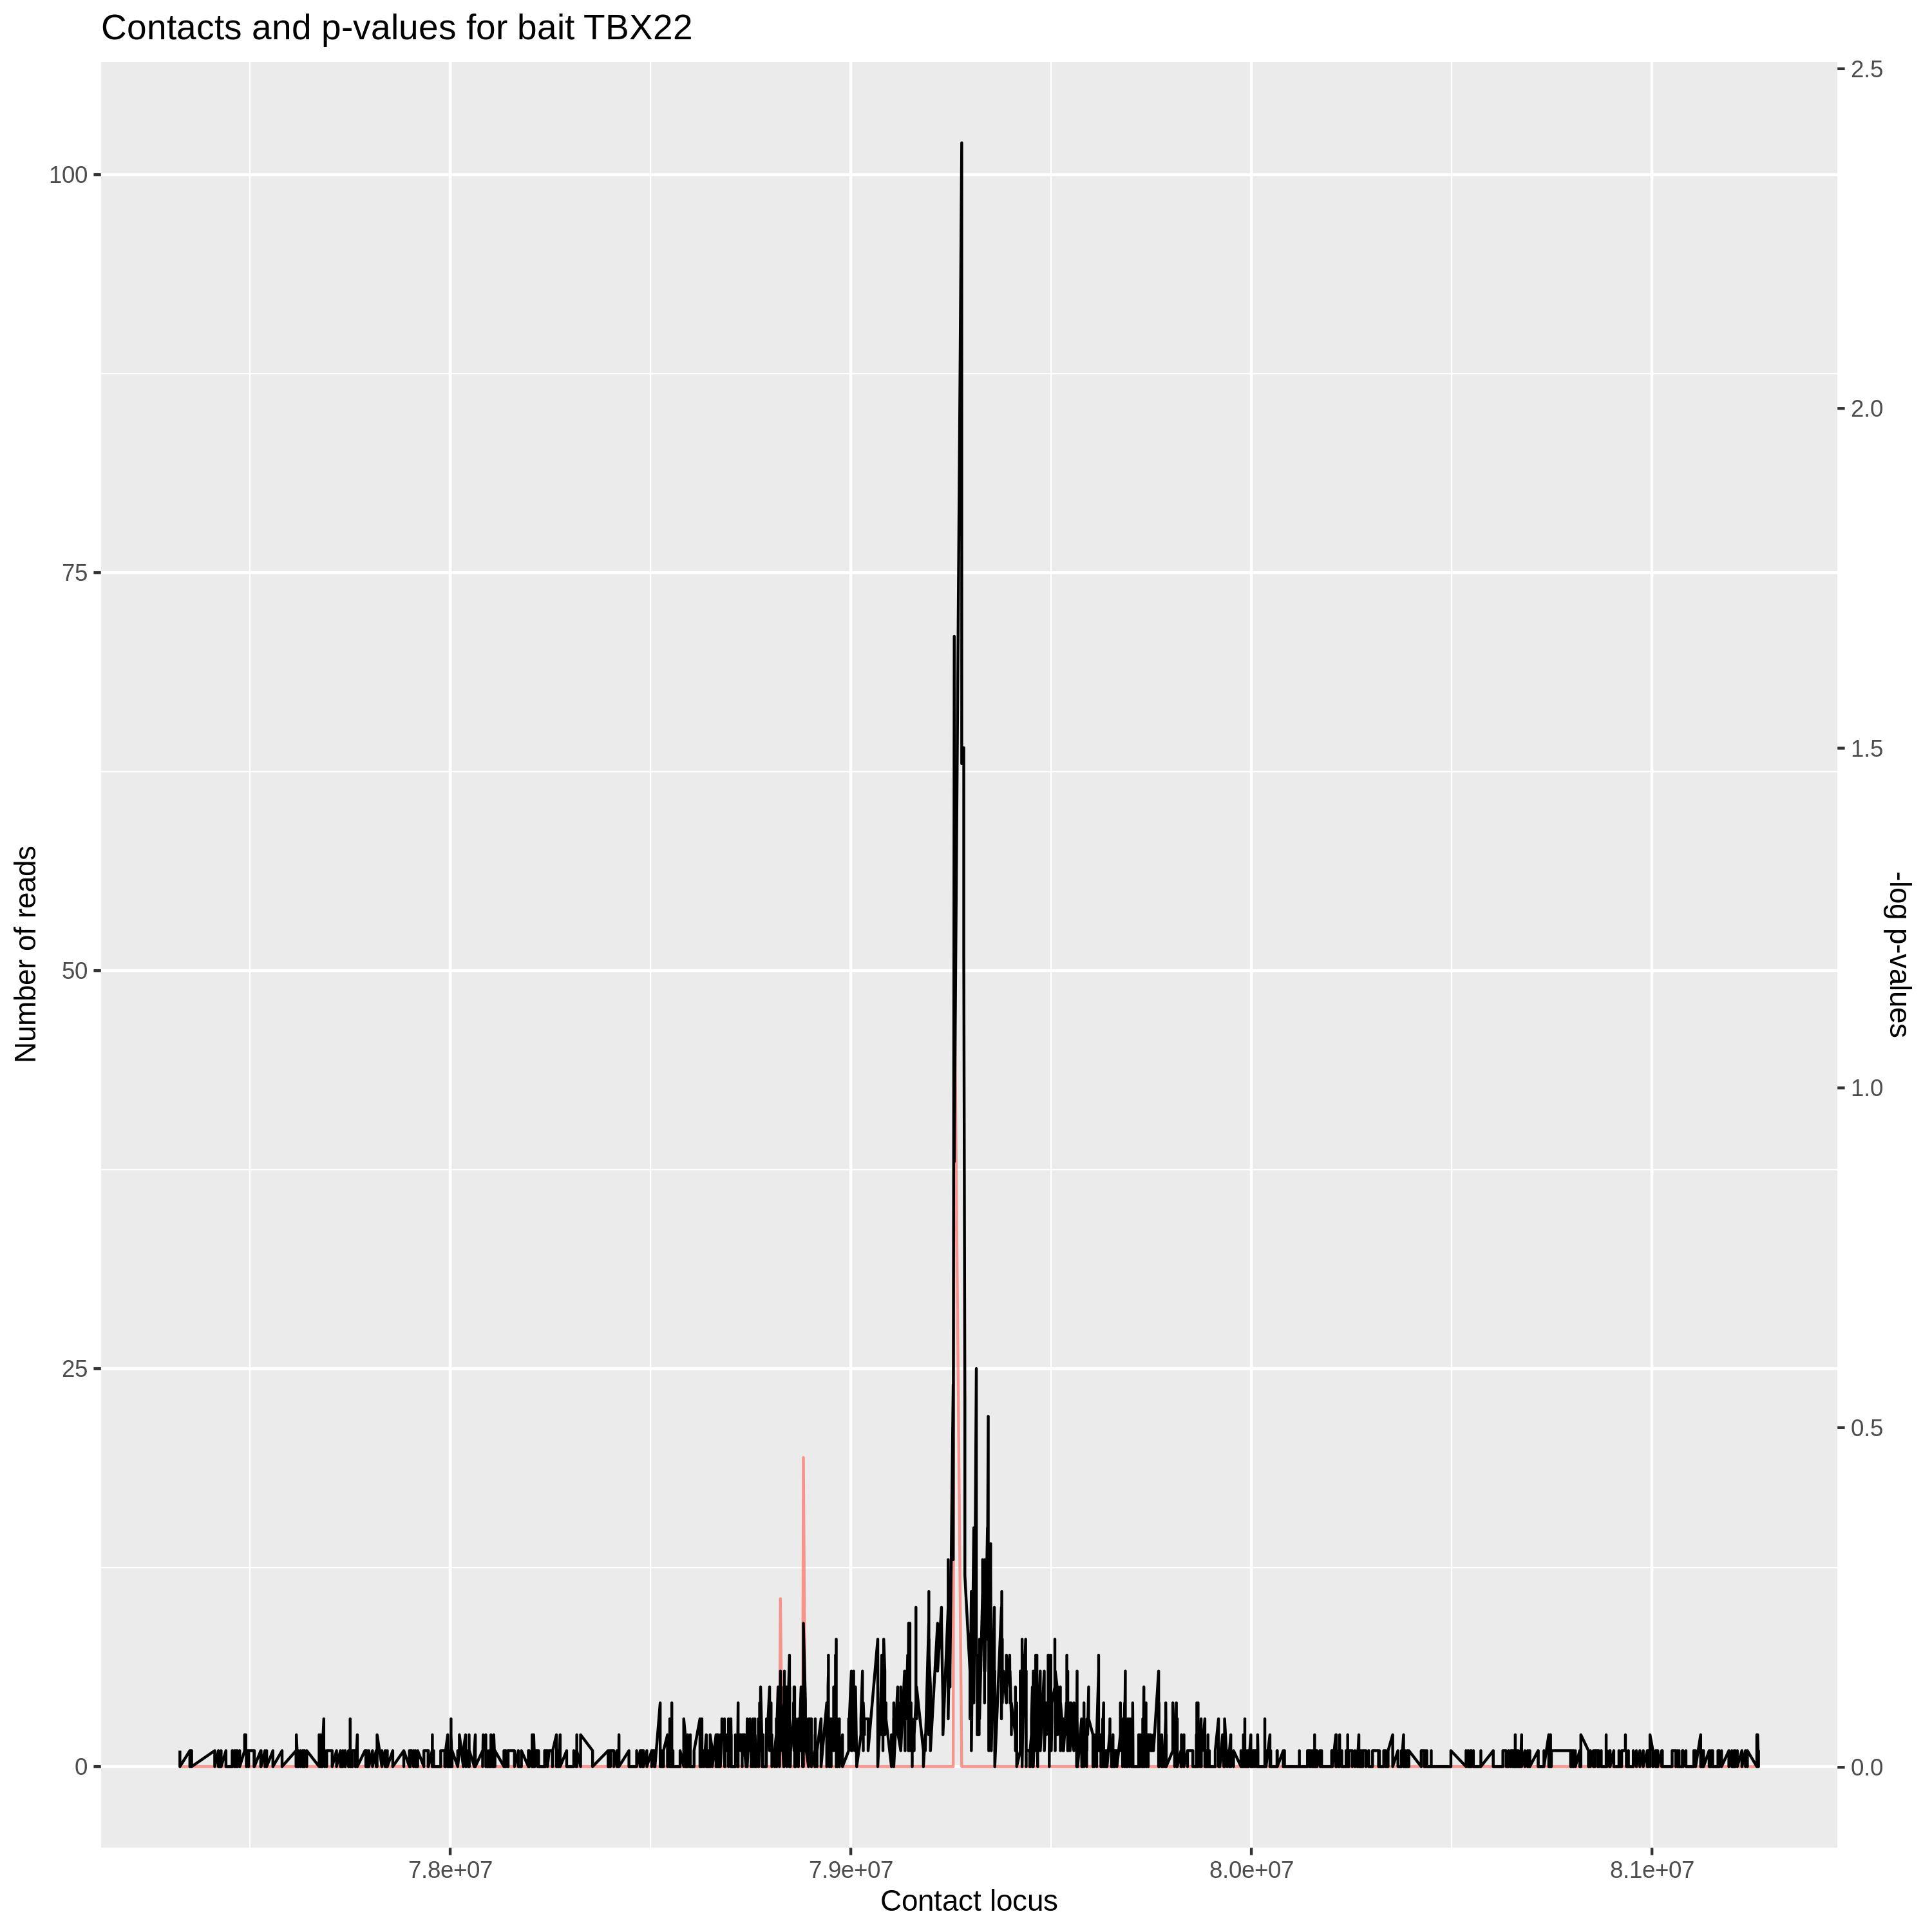 Contacts and p-values for bait TBX22
100
75
50
25
0
Number of reads
2.5
2.0
1.5
1.0
0.5
0.0
-log p-values
7.8e+07 7.9e+07 8.0e+07 8.1e+07
Contact locus